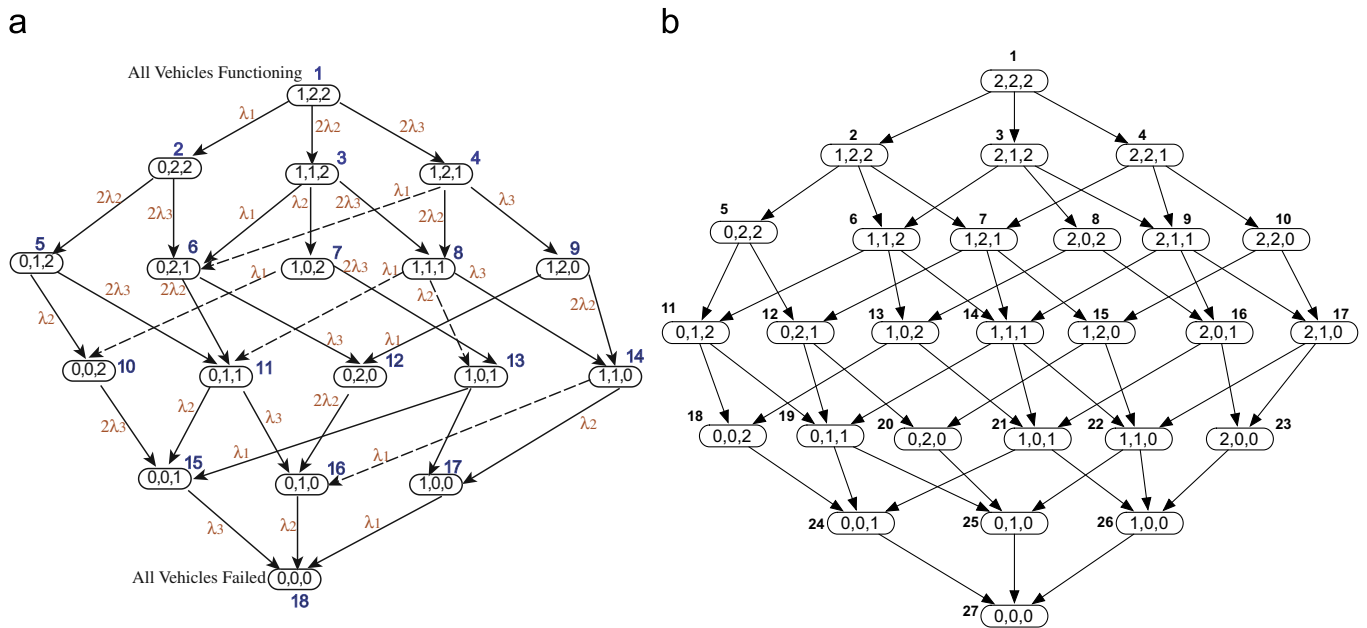 a
All Vehicles Functioning 1
1,2,2
λ1 2λ2 2λ3
2 3 4
0,2,2 1,1,2 1,2,1
2λ2 2λ3 λ1 λ2 2λ3 λ1 2λ2 λ3
5 6 7 8 9
0,1,2 0,2,1 1,0,2 1,1,1 1,2,0
λ2 2λ3 2λ2 λ3 λ1 2λ3 λ1 λ2 λ3 λ1 2λ2
10 11 12 13 14
0,0,2 0,1,1 0,2,0 1,0,1 1,1,0
2λ3 λ2 λ3 2λ2 λ1 λ1 λ2
15 16 17
0,0,1 0,1,0 1,0,0
λ3 λ2 λ1
All Vehicles Failed 0,0,0
18
b
1
2,2,2
2 3 4
1,2,2 2,1,2 2,2,1
5 6 7 8 9 10
0,2,2 1,1,2 1,2,1 2,0,2 2,1,1 2,2,0
11 12 13 14 15 16 17
0,1,2 0,2,1 1,0,2 1,1,1 1,2,0 2,0,1 2,1,0
18 19 20 21 22 23
0,0,2 0,1,1 0,2,0 1,0,1 1,1,0 2,0,0
24 0,0,1 25 0,1,0 26 1,0,0
27 0,0,0